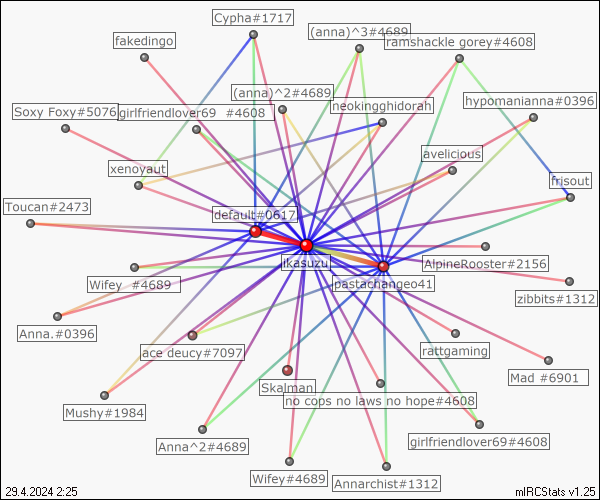 Cypha#1717
(anna)^3#4689
fakedingo
ramshackle gorey#4608
(anna)^2#4689
hypomanianna#0396
Soxy Foxy#5076
girlfriendlover69 #4608
neokingghidorah
avelicious
xenoyaut
frisout
Toucan#2473
default#0617
ikasuzu
AlpineRooster#2156
Wifey #4689
pastachangeo41
zibbits#1312
Anna.#0396
ace deucy#7097
rattgaming
Mad #6901
Skalman
no cops no laws no hope#4608
Mushy#1984
Anna^2#4689
girlfriendlover69#4608
Wifey#4689
Annarchist#1312
29.4.2024 2:25
mIRCStats v1.25